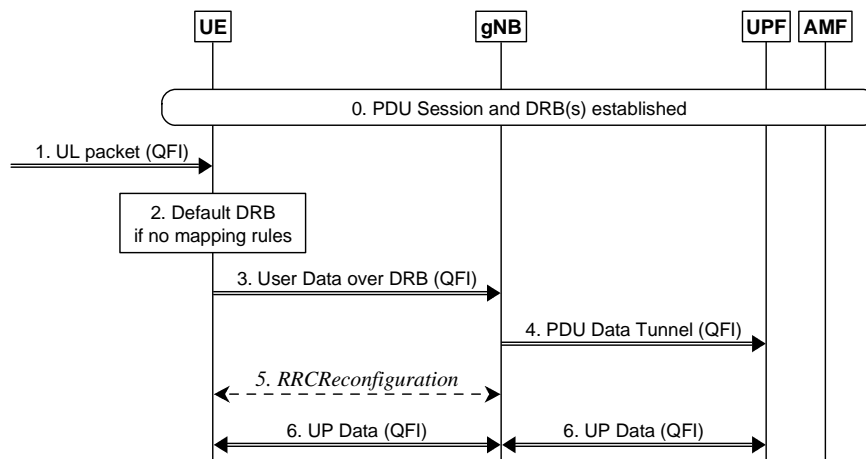 UE
gNB
UPF
AMF
0. PDU Session and DRB(s) established
1. UL packet (QFI)
2. Default DRB
if no mapping rules
3. User Data over DRB (QFI)
4. PDU Data Tunnel (QFI)
5. RRCReconfiguration
6. UP Data (QFI)
6. UP Data (QFI)